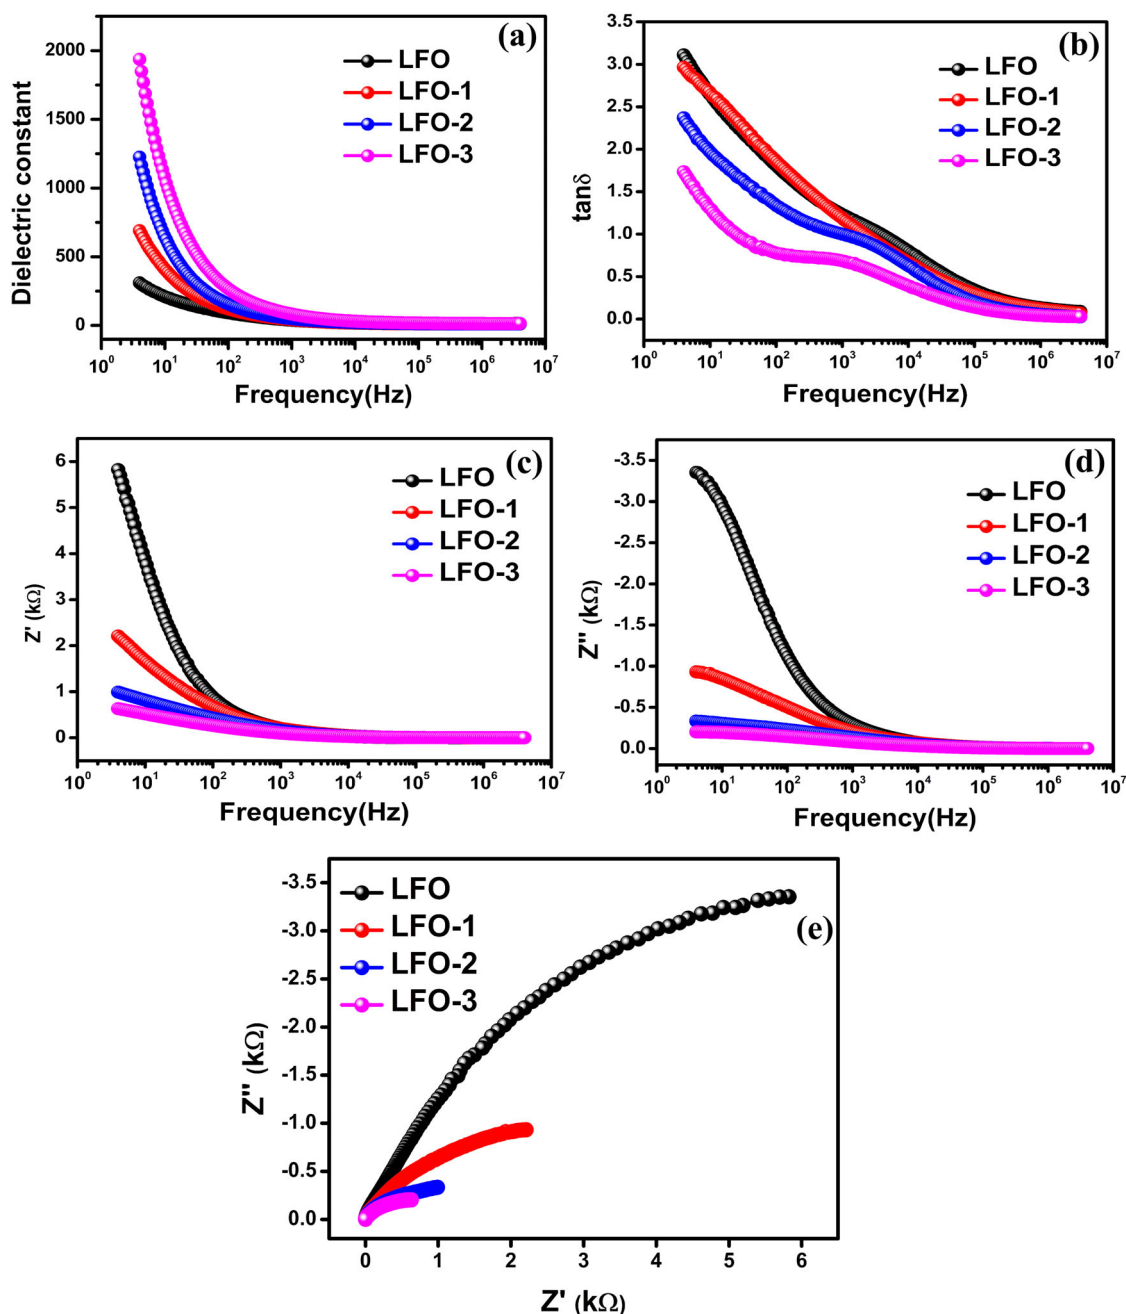 (a)
LFO
LFO-1
LFO-2
LFO-3
Dielectric constant
2000
1500
1000
500
0
10⁰ 10¹ 10² 10³ 10⁴ 10⁵ 10⁶ 10⁷
Frequency(Hz)
(b)
LFO
LFO-1
LFO-2
LFO-3
tanδ
3.5
3.0
2.5
2.0
1.5
1.0
0.5
0.0
10⁰ 10¹ 10² 10³ 10⁴ 10⁵ 10⁶ 10⁷
Frequency(Hz)
(c)
LFO
LFO-1
LFO-2
LFO-3
Z' (kΩ)
6
5
4
3
2
1
0
10⁰ 10¹ 10² 10³ 10⁴ 10⁵ 10⁶ 10⁷
Frequency(Hz)
(d)
LFO
LFO-1
LFO-2
LFO-3
Z'' (kΩ)
-3.5
-3.0
-2.5
-2.0
-1.5
-1.0
-0.5
0.0
10⁰ 10¹ 10² 10³ 10⁴ 10⁵ 10⁶ 10⁷
Frequency(Hz)
(e)
LFO
LFO-1
LFO-2
LFO-3
Z'' (kΩ)
-3.5
-3.0
-2.5
-2.0
-1.5
-1.0
-0.5
0.0
0 1 2 3 4 5 6
Z' (kΩ)